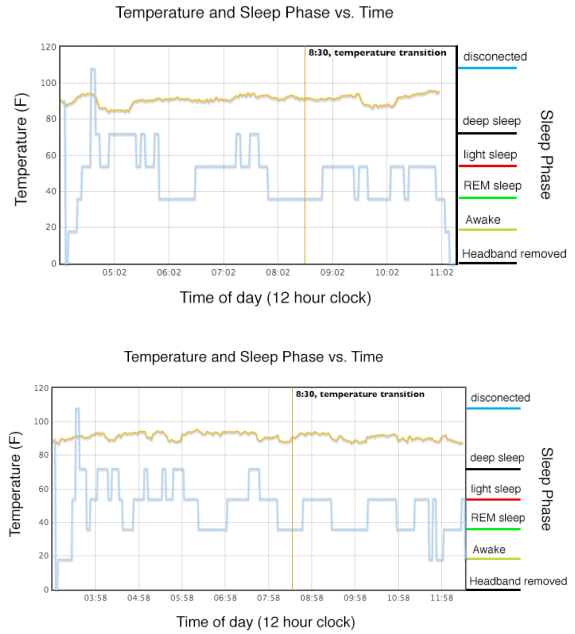 Temperature and Sleep Phase vs. Time
120
100
80
60
40
20
0
Temperature (F)
8:30, temperature transition
disconected
deep sleep
light sleep
REM sleep
Awake
Headband removed
Sleep Phase
05:02 06:02 07:02 08:02 09:02 10:02 11:02
Time of day (12 hour clock)
Temperature and Sleep Phase vs. Time
120
100
80
60
40
20
0
Temperature (F)
8:30, temperature transition
disconected
deep sleep
light sleep
REM sleep
Awake
Headband removed
Sleep Phase
03:58 04:58 05:58 06:58 07:58 08:58 09:58 10:58 11:58
Time of day (12 hour clock)